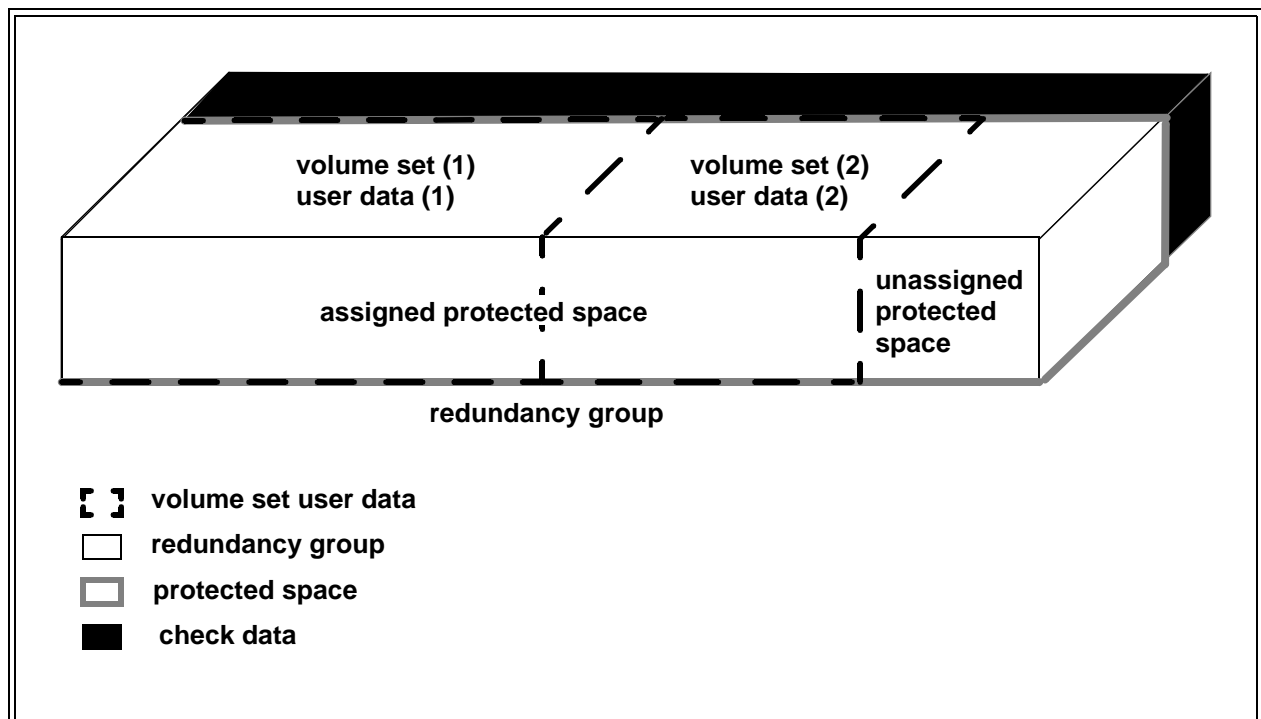 volume set (1)
user data (1)
volume set (2)
user data (2)
assigned protected space
unassigned
protected
space
redundancy group
volume set user data
redundancy group
protected space
check data